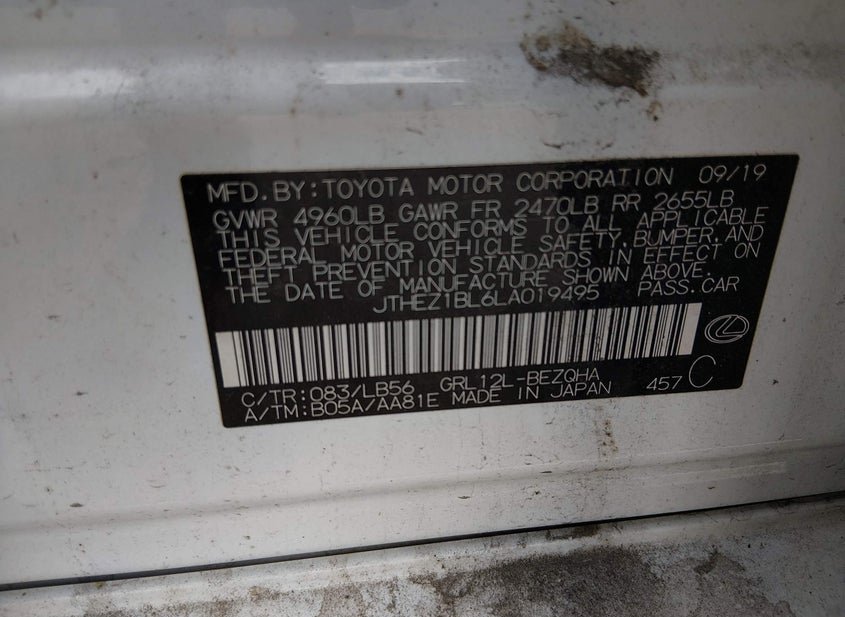 MFD. BY: TOYOTA MOTOR CORPORATION 09/19
GVWR 4960LB GAWR FR 2470LB RR 2655LB
THIS VEHICLE CONFORMS TO ALL APPLICABLE
FEDERAL MOTOR VEHICLE SAFETY, BUMPER, AND
THEFT PREVENTION STANDARDS IN EFFECT ON
THE DATE OF MANUFACTURE SHOWN ABOVE.
JTHEZ1BL6LA019495 PASS. CAR
C/TR: 083/LB56 GRL12L-BEZQHA
A/TM: B05A/AA81E MADE IN JAPAN 457 C